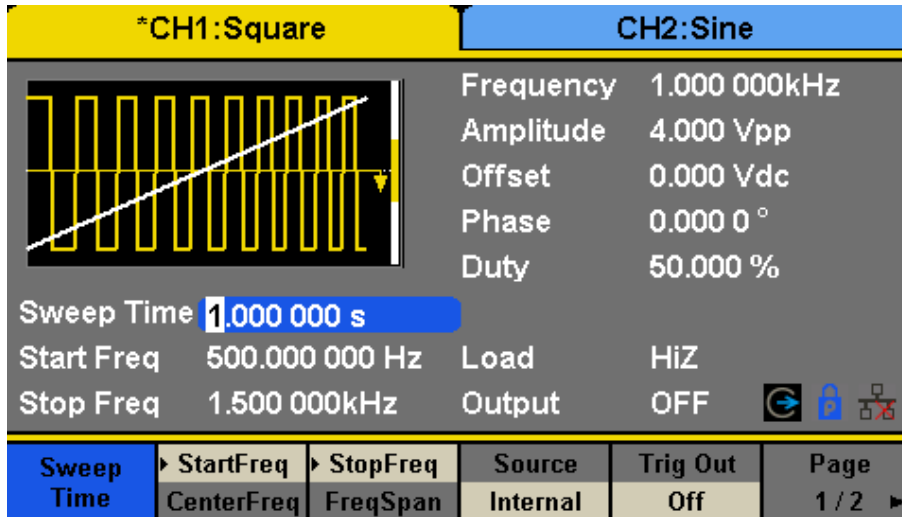 *CH1:Square CH2:Sine
Frequency 1.000 000kHz
Amplitude 4.000 Vpp
Offset 0.000 Vdc
Phase 0.000 0 °
Duty 50.000 %
Sweep Time 1.000 000 s
Start Freq 500.000 000 Hz Load HiZ
Stop Freq 1.500 000kHz Output OFF P
Sweep StartFreq StopFreq Source Trig Out Page
Time CenterFreq FreqSpan Internal Off 1 / 2